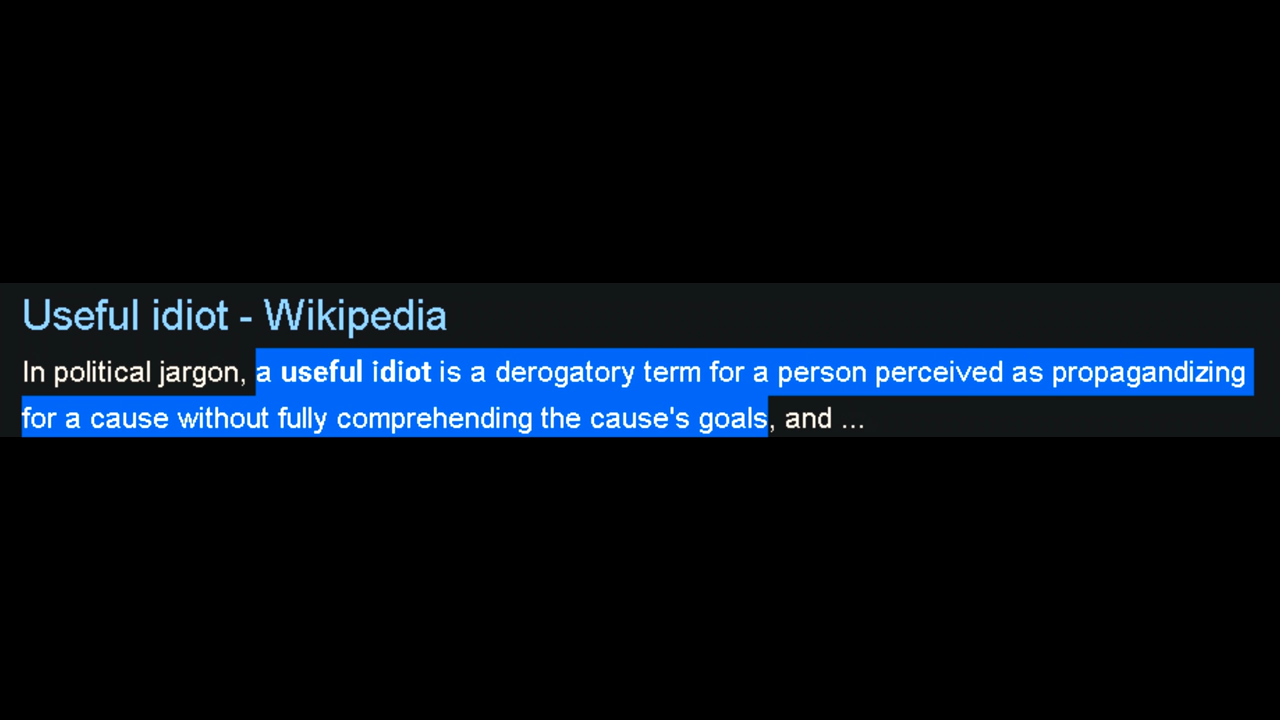 Useful idiot - Wikipedia
In political jargon, a useful idiot is a derogatory term for a person perceived as propagandizing
for a cause without fully comprehending the cause's goals, and ...